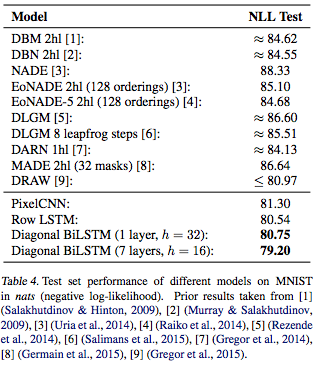 Model NLL Test
DBM 2hl [1]: ≈ 84.62
DBN 2hl [2]: ≈ 84.55
NADE [3]: 88.33
EoNADE 2hl (128 orderings) [3]: 85.10
EoNADE-5 2hl (128 orderings) [4]: 84.68
DLGM [5]: ≈ 86.60
DLGM 8 leapfrog steps [6]: ≈ 85.51
DARN 1hl [7]: ≈ 84.13
MADE 2hl (32 masks) [8]: 86.64
DRAW [9]: ≤ 80.97
PixelCNN: 81.30
Row LSTM: 80.54
Diagonal BiLSTM (1 layer, h = 32): 80.75
Diagonal BiLSTM (7 layers, h = 16): 79.20
Table 4. Test set performance of different models on MNIST
in nats (negative log-likelihood). Prior results taken from [1]
(Salakhutdinov & Hinton, 2009), [2] (Murray & Salakhutdinov,
2009), [3] (Uria et al., 2014), [4] (Raiko et al., 2014), [5] (Rezende
et al., 2014), [6] (Salimans et al., 2015), [7] (Gregor et al., 2014),
[8] (Germain et al., 2015), [9] (Gregor et al., 2015).